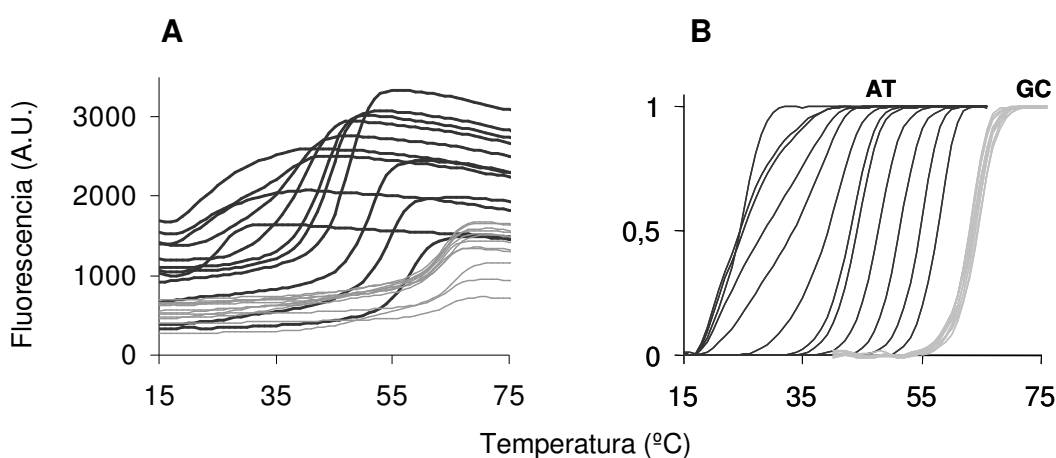 A
B
Fluorescencia (A.U.)
3000
2000
1000
0
15 35 55 75
AT GC
1
0,5
0
15 35 55 75
Temperatura (ºC)